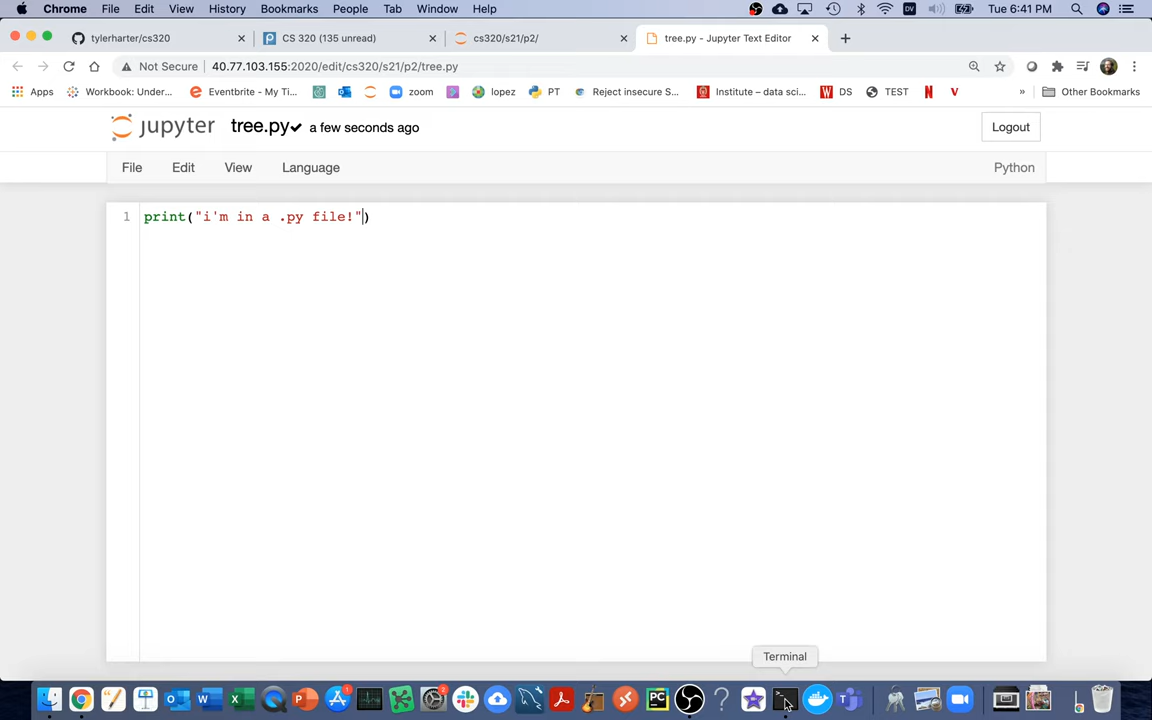 Chrome File Edit View History Bookmarks People Tab Window Help DV Tue 6:41 PM
tylerharter/cs320 CS 320 (135 unread) cs320/s21/p2/ tree.py - Jupyter Text Editor
Not Secure 40.77.103.155:2020/edit/cs320/s21/p2/tree.py
Apps Workbook: Under... Eventbrite - My Ti... zoom lopez PT Reject insecure S... Institute – data sci... DS TEST » Other Bookmarks
jupyter tree.py✔ a few seconds ago Logout
File Edit View Language Python
1 print("i'm in a .py file!")
Terminal